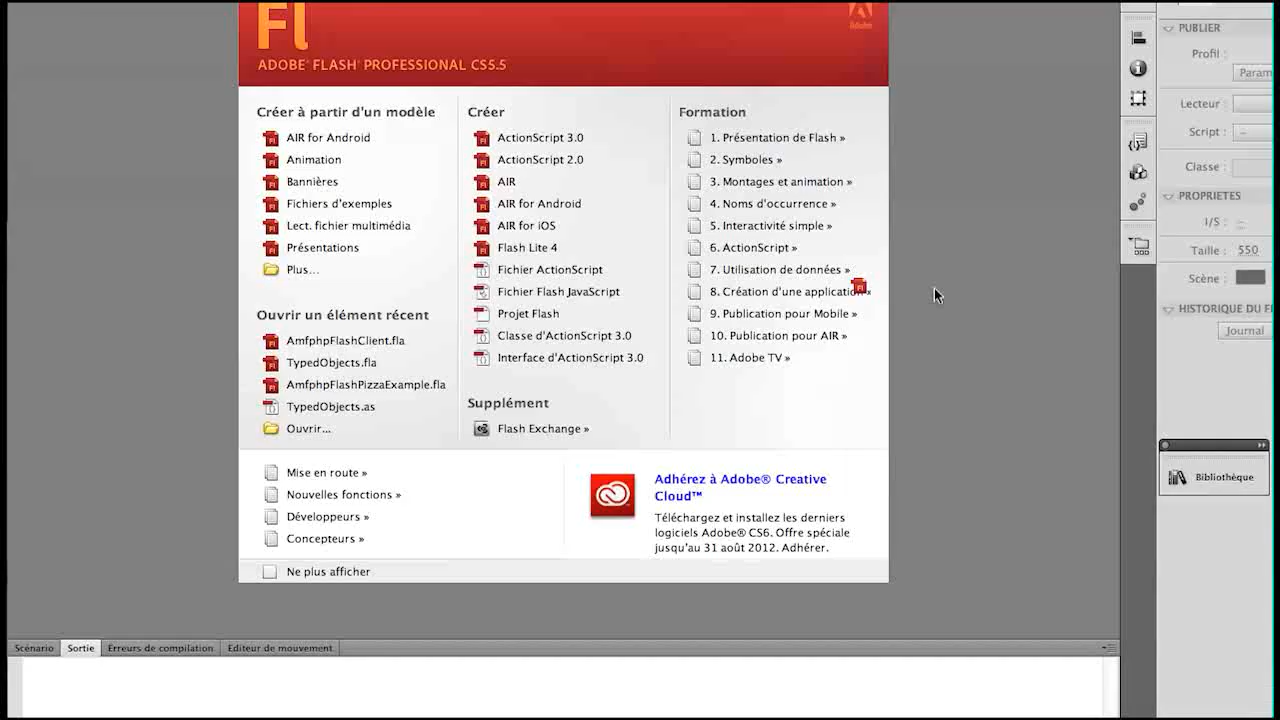 Fl
Adobe
ADOBE® FLASH® PROFESSIONAL CS5.5
Créer à partir d'un modèle
AIR for Android
Animation
Bannières
Fichiers d'exemples
Lect. fichier multimédia
Présentations
Plus...
Ouvrir un élément récent
AmfphpFlashClient.fla
TypedObjects.fla
AmfphpFlashPizzaExample.fla
TypedObjects.as
Ouvrir...
Créer
ActionScript 3.0
ActionScript 2.0
AIR
AIR for Android
AIR for iOS
Flash Lite 4
Fichier ActionScript
Fichier Flash JavaScript
Projet Flash
Classe d'ActionScript 3.0
Interface d'ActionScript 3.0
Supplément
Flash Exchange »
Formation
1. Présentation de Flash »
2. Symboles »
3. Montages et animation »
4. Noms d'occurrence »
5. Interactivité simple »
6. ActionScript »
7. Utilisation de données »
8. Création d'une application »
9. Publication pour Mobile »
10. Publication pour AIR »
11. Adobe TV »
Mise en route »
Nouvelles fonctions »
Développeurs »
Concepteurs »
Adhérez à Adobe® Creative
Cloud™
Téléchargez et installez les derniers
logiciels Adobe® CS6. Offre spéciale
jusqu'au 31 août 2012. Adhérer.
Ne plus afficher
PUBLIER
Profil :
Param
Lecteur :
Script : --
Classe :
PROPRIETES
I/S : --
Taille : 550
Scène :
HISTORIQUE DU F
Journal
Bibliothèque
Scénario Sortie Erreurs de compilation Editeur de mouvement